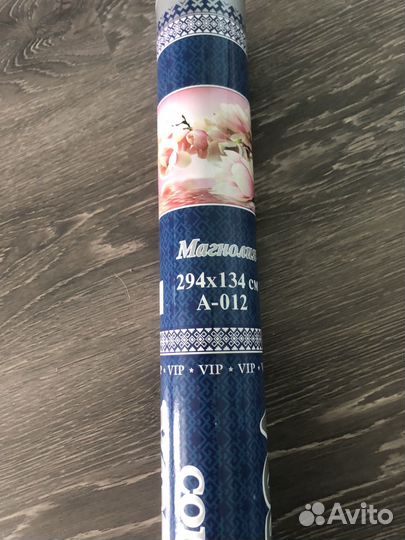 Магнолия
294x134 см
А-012
VIP * VIP * VIP
Avito